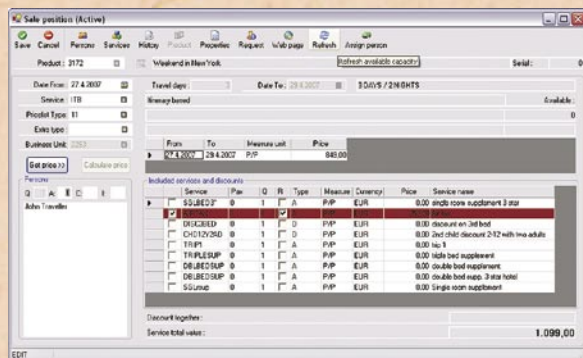 Sale position (Active)
Save Cancel Persons Services History Product Properties Request Web page Refresh Assign person
Product: 3172 Weekend in New York Serial: 0
Refresh available capacity
Date From: 27.4.2007 Travel days: 3 Date To: 29.4.2007 3 DAYS / 2 NIGHTS
Service: ITB Itinerary based Available:
Pricelist Type: 11 0
Extra type:
Business Unit: From To Measure unit Price
27.4.2007 29.4.2007 P/P 849,00
Get price >> Calculate price
Persons Included services and discounts
Q: A: C: I: Service Pax Q R Type Measure Currency Price Service name
John Traveller SGLBED3* 0 1 A P/P EUR 0,00 single room supplement 3 star
P/P EUR
DISC3BED 0 1 D P/P EUR 0,00 discount on 3rd bed
CHD12Y2AD 0 1 D P/P EUR 0,00 2nd child discount 2-12 with two adults
TRIP1 0 1 A P/P EUR 0,00 trip 1
TRIPLESUP 0 1 A P/P EUR 0,00 triple bed supplement
DBLBEDSUP 0 1 A P/P EUR 0,00 double bed supplement
DBLBEDSUP 0 1 A P/P EUR 0,00 double bed supp. 3 star hotel
0 1 A P/P EUR 0,00 Single room supplement
Discount together:
Service total value: 1.099,00
EDIT